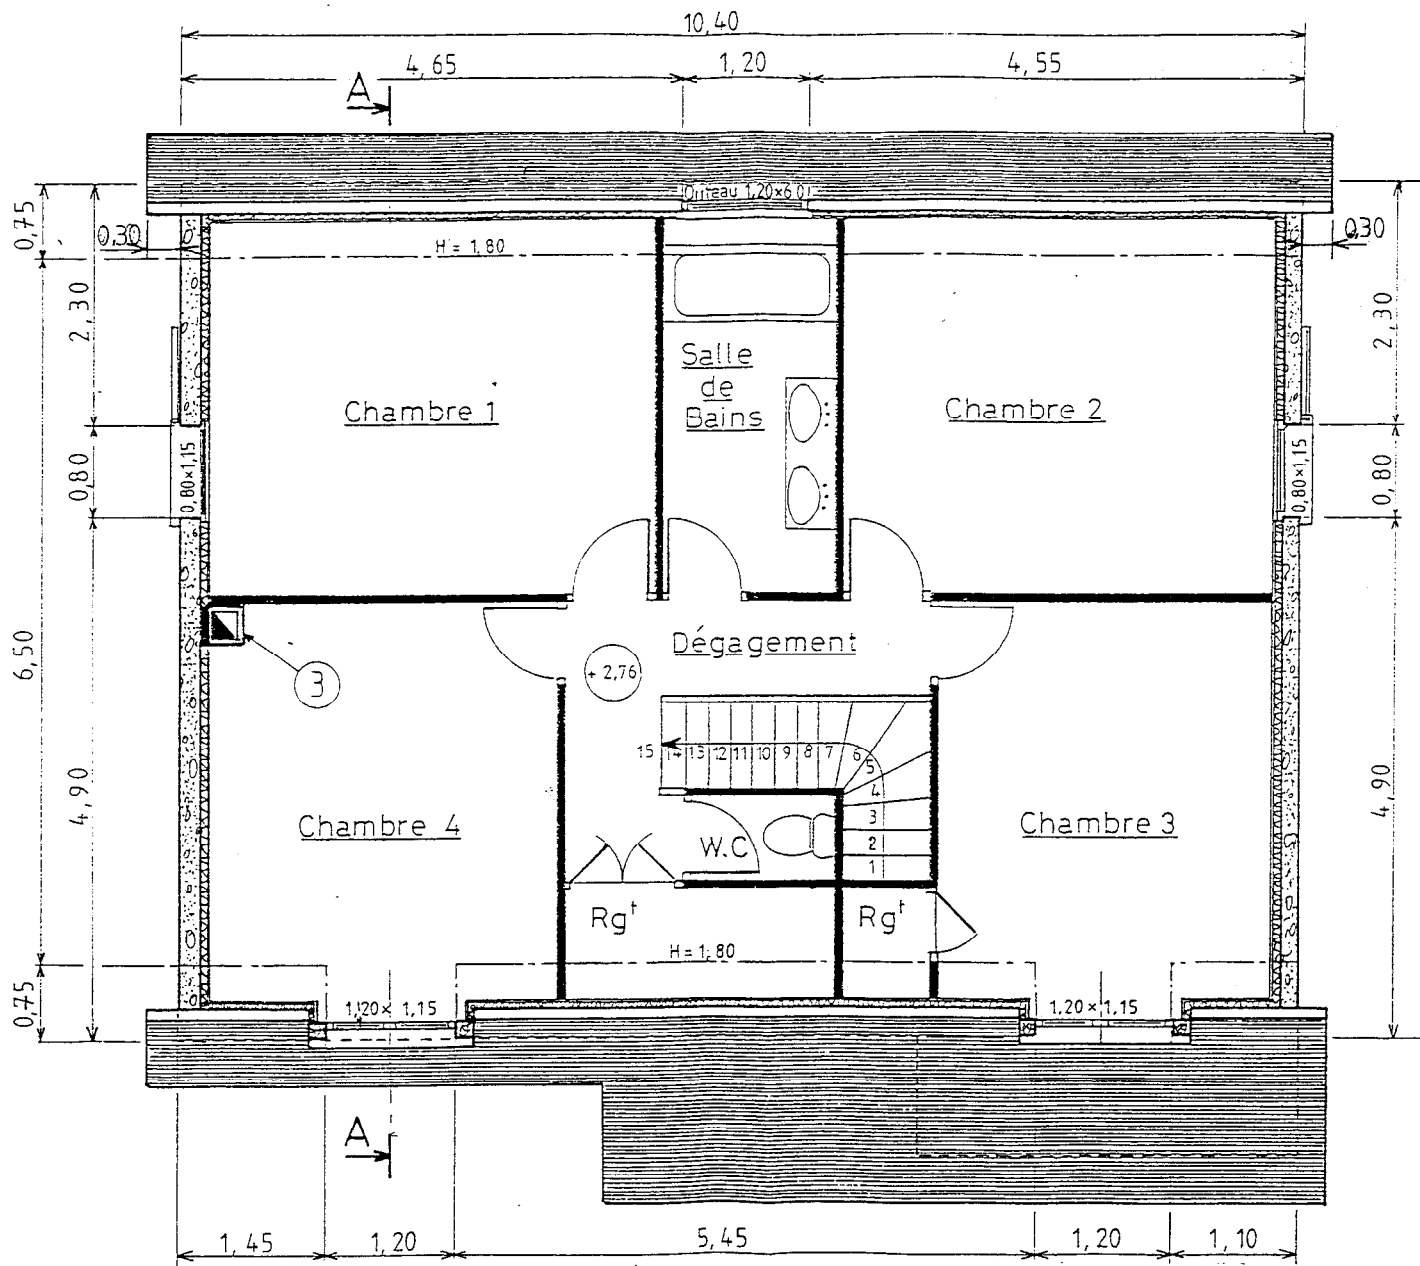 10,40
4,65
1,20
4,55
A
0,75
0,30
2,30
0,80
6,50
4,90
0,75
1,20×6,0
H = 1,80
0,30
2,30
0,80
4,90
Salle
de
Bains
Chambre 1
Chambre 2
0,80×1,15
0,80×1,15
Dégagement
+ 2,76
3
15 14 13 12 11 10 9 8 7 6 5 4 3 2 1
Chambre 4
W.C
Chambre 3
Rgt
Rgt
H = 1,80
1,20 × 1,15
1,20 × 1,15
A
1,45
1,20
5,45
1,20
1,10